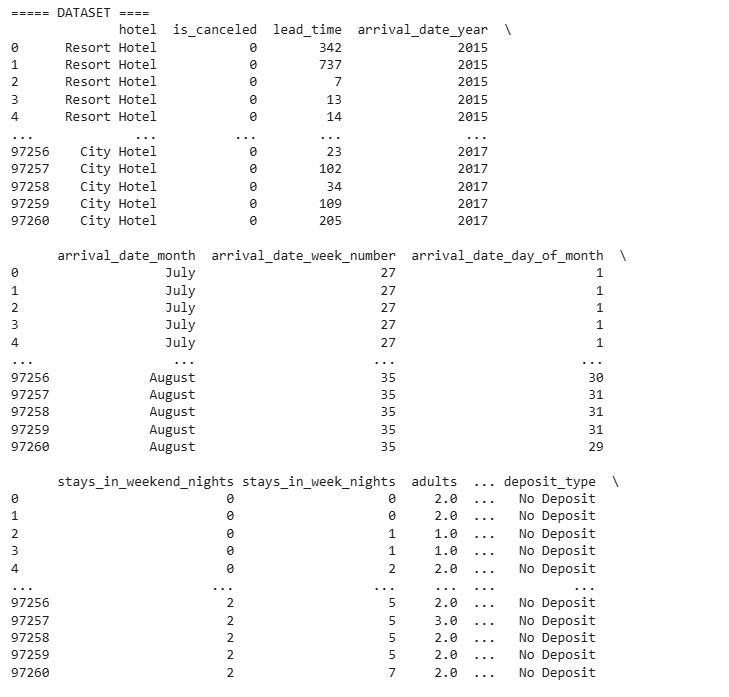 ===== DATASET ====
hotel is_canceled lead_time arrival_date_year \
0 Resort Hotel 0 342 2015
1 Resort Hotel 0 737 2015
2 Resort Hotel 0 7 2015
3 Resort Hotel 0 13 2015
4 Resort Hotel 0 14 2015
... ... ... ... ...
97256 City Hotel 0 23 2017
97257 City Hotel 0 102 2017
97258 City Hotel 0 34 2017
97259 City Hotel 0 109 2017
97260 City Hotel 0 205 2017
arrival_date_month arrival_date_week_number arrival_date_day_of_month \
0 July 27 1
1 July 27 1
2 July 27 1
3 July 27 1
4 July 27 1
... ... ... ...
97256 August 35 30
97257 August 35 31
97258 August 35 31
97259 August 35 31
97260 August 35 29
stays_in_weekend_nights stays_in_week_nights adults ... deposit_type \
0 0 0 2.0 ... No Deposit
1 0 0 2.0 ... No Deposit
2 0 1 1.0 ... No Deposit
3 0 1 1.0 ... No Deposit
4 0 2 2.0 ... No Deposit
... ... ... ... ... ...
97256 2 5 2.0 ... No Deposit
97257 2 5 3.0 ... No Deposit
97258 2 5 2.0 ... No Deposit
97259 2 5 2.0 ... No Deposit
97260 2 7 2.0 ... No Deposit